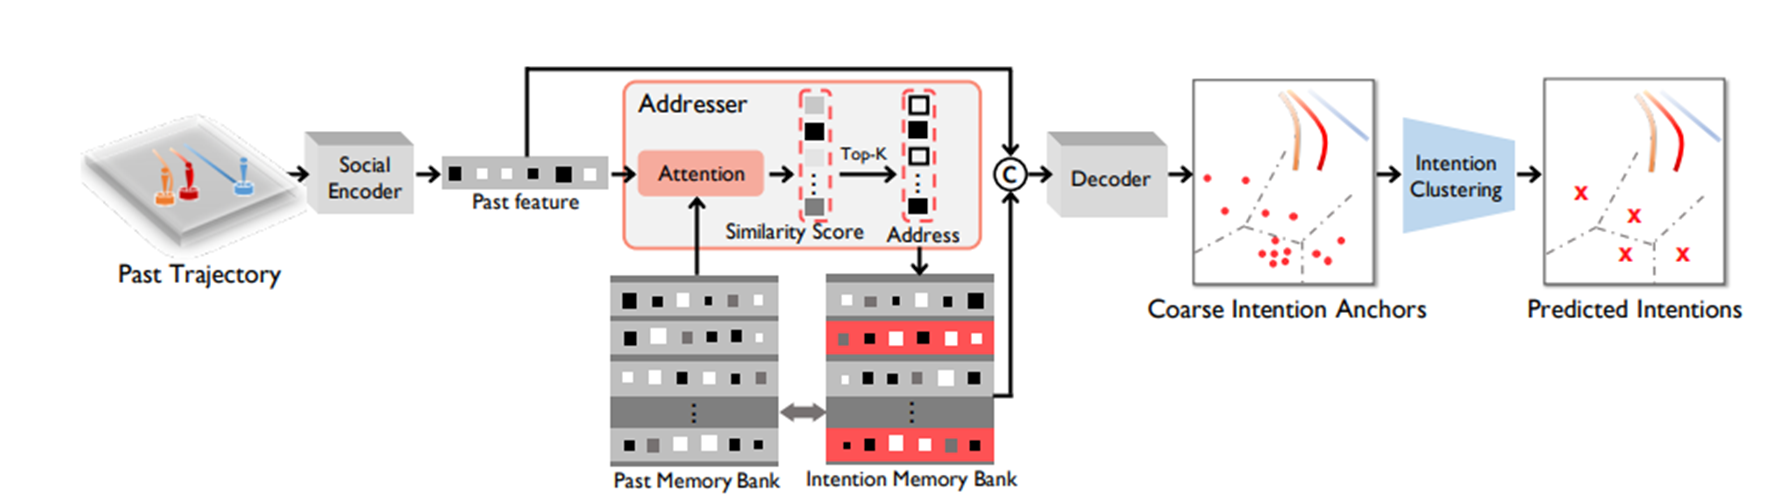 Past Trajectory
Social
Encoder
Past feature
Addresser
Attention
Similarity Score
Top-K
Address
Past Memory Bank
Intention Memory Bank
C
Decoder
Coarse Intention Anchors
Intention
Clustering
x
x
x
x
Predicted Intentions